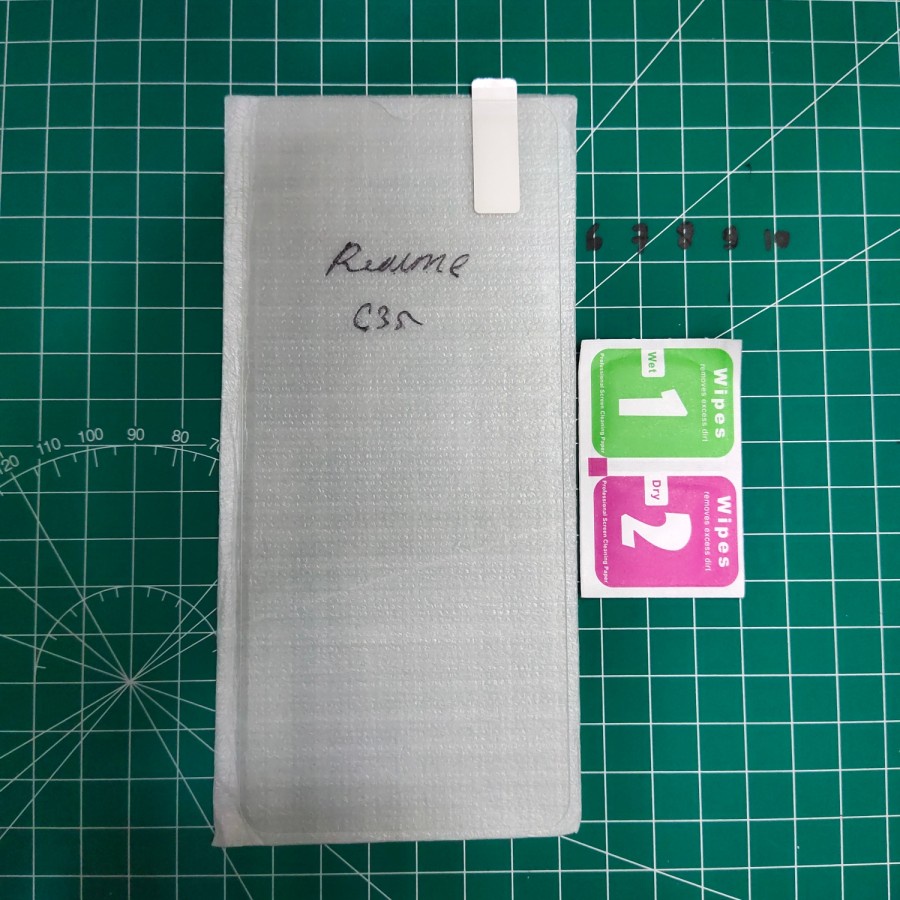 Realme
C35
6 7 8 9 10
120 110 100 90 80 70
Wet
1
Wipes
removes excess dirt
Professional Screen Cleaning Paper
Dry
2
Wipes
removes excess dirt
Professional Screen Cleaning Paper